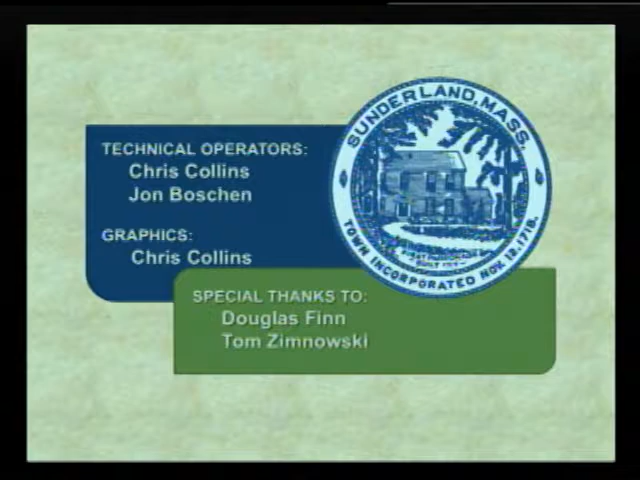 TECHNICAL OPERATORS:
Chris Collins
Jon Boschen
GRAPHICS:
Chris Collins
SPECIAL THANKS TO:
Douglas Finn
Tom Zimnowski
SUNDERLAND, MASS.
TOWN INCORPORATED NOV. 12, 1718.